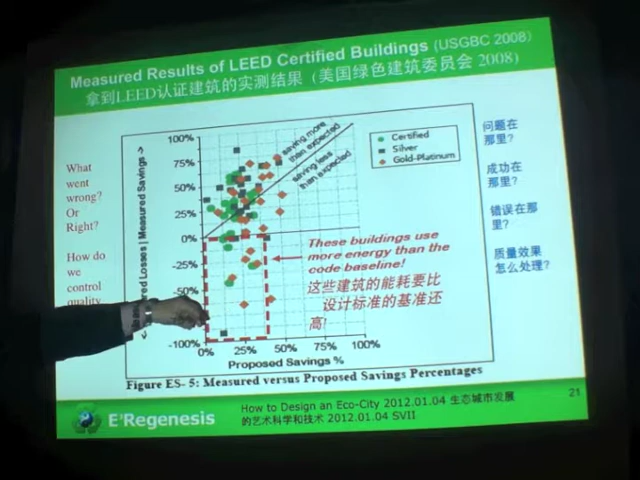 Measured Results of LEED Certified Buildings (USGBC 2008)
拿到LEED认证建筑的实测结果 (美国绿色建筑委员会 2008)
What
went
wrong?
Or
Right?
How do
we
control
quality
Losses | Measured Savings ->
100%
75%
50%
25%
0%
-25%
-100%
saving more
than expected
saving less
than expected
Certified
Silver
Gold-Platinum
These buildings use
more energy than the
code baseline!
这些建筑的能耗要比
设计标准的基准还
高!
0%
25%
50%
75%
100%
Proposed Savings %
Figure ES- 5: Measured versus Proposed Savings Percentages
问题在
那里?
成功在
那里?
错误在那
里?
质量效果
怎么处理?
E³Regenesis
How to Design an Eco-City 2012.01.04 生态城市发展
的艺术科学和技术 2012.01.04 SVII
21